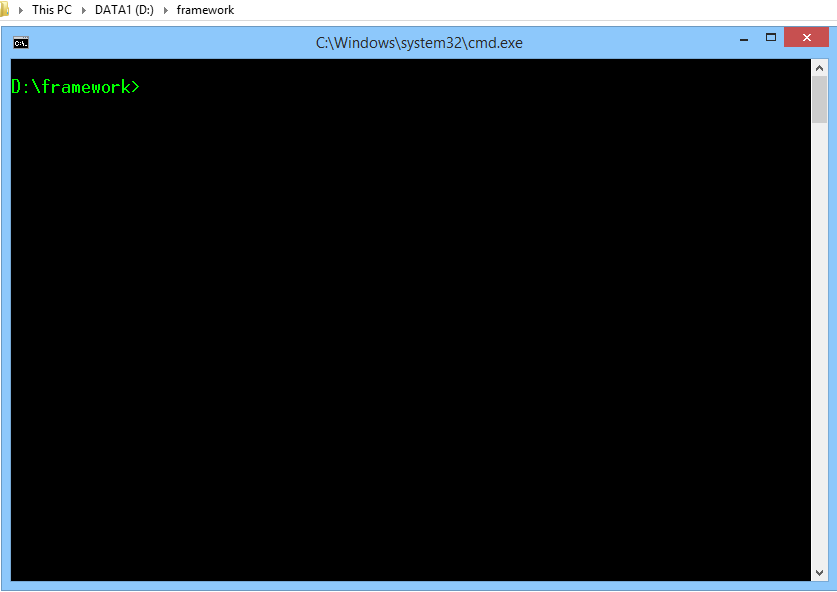 This PC DATA1 (D:) framework
C:\Windows\system32\cmd.exe
D:\framework>